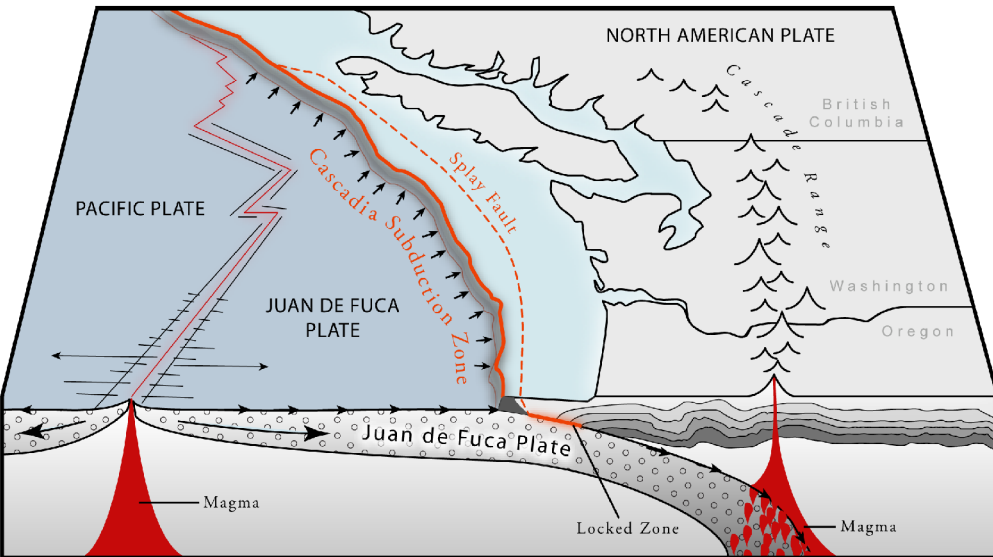 NORTH AMERICAN PLATE
Cascade Range
British
Columbia
Splay Fault
Cascadia Subduction Zone
PACIFIC PLATE
JUAN DE FUCA
PLATE
Washington
Oregon
Juan de Fuca Plate
Magma
Locked Zone
Magma